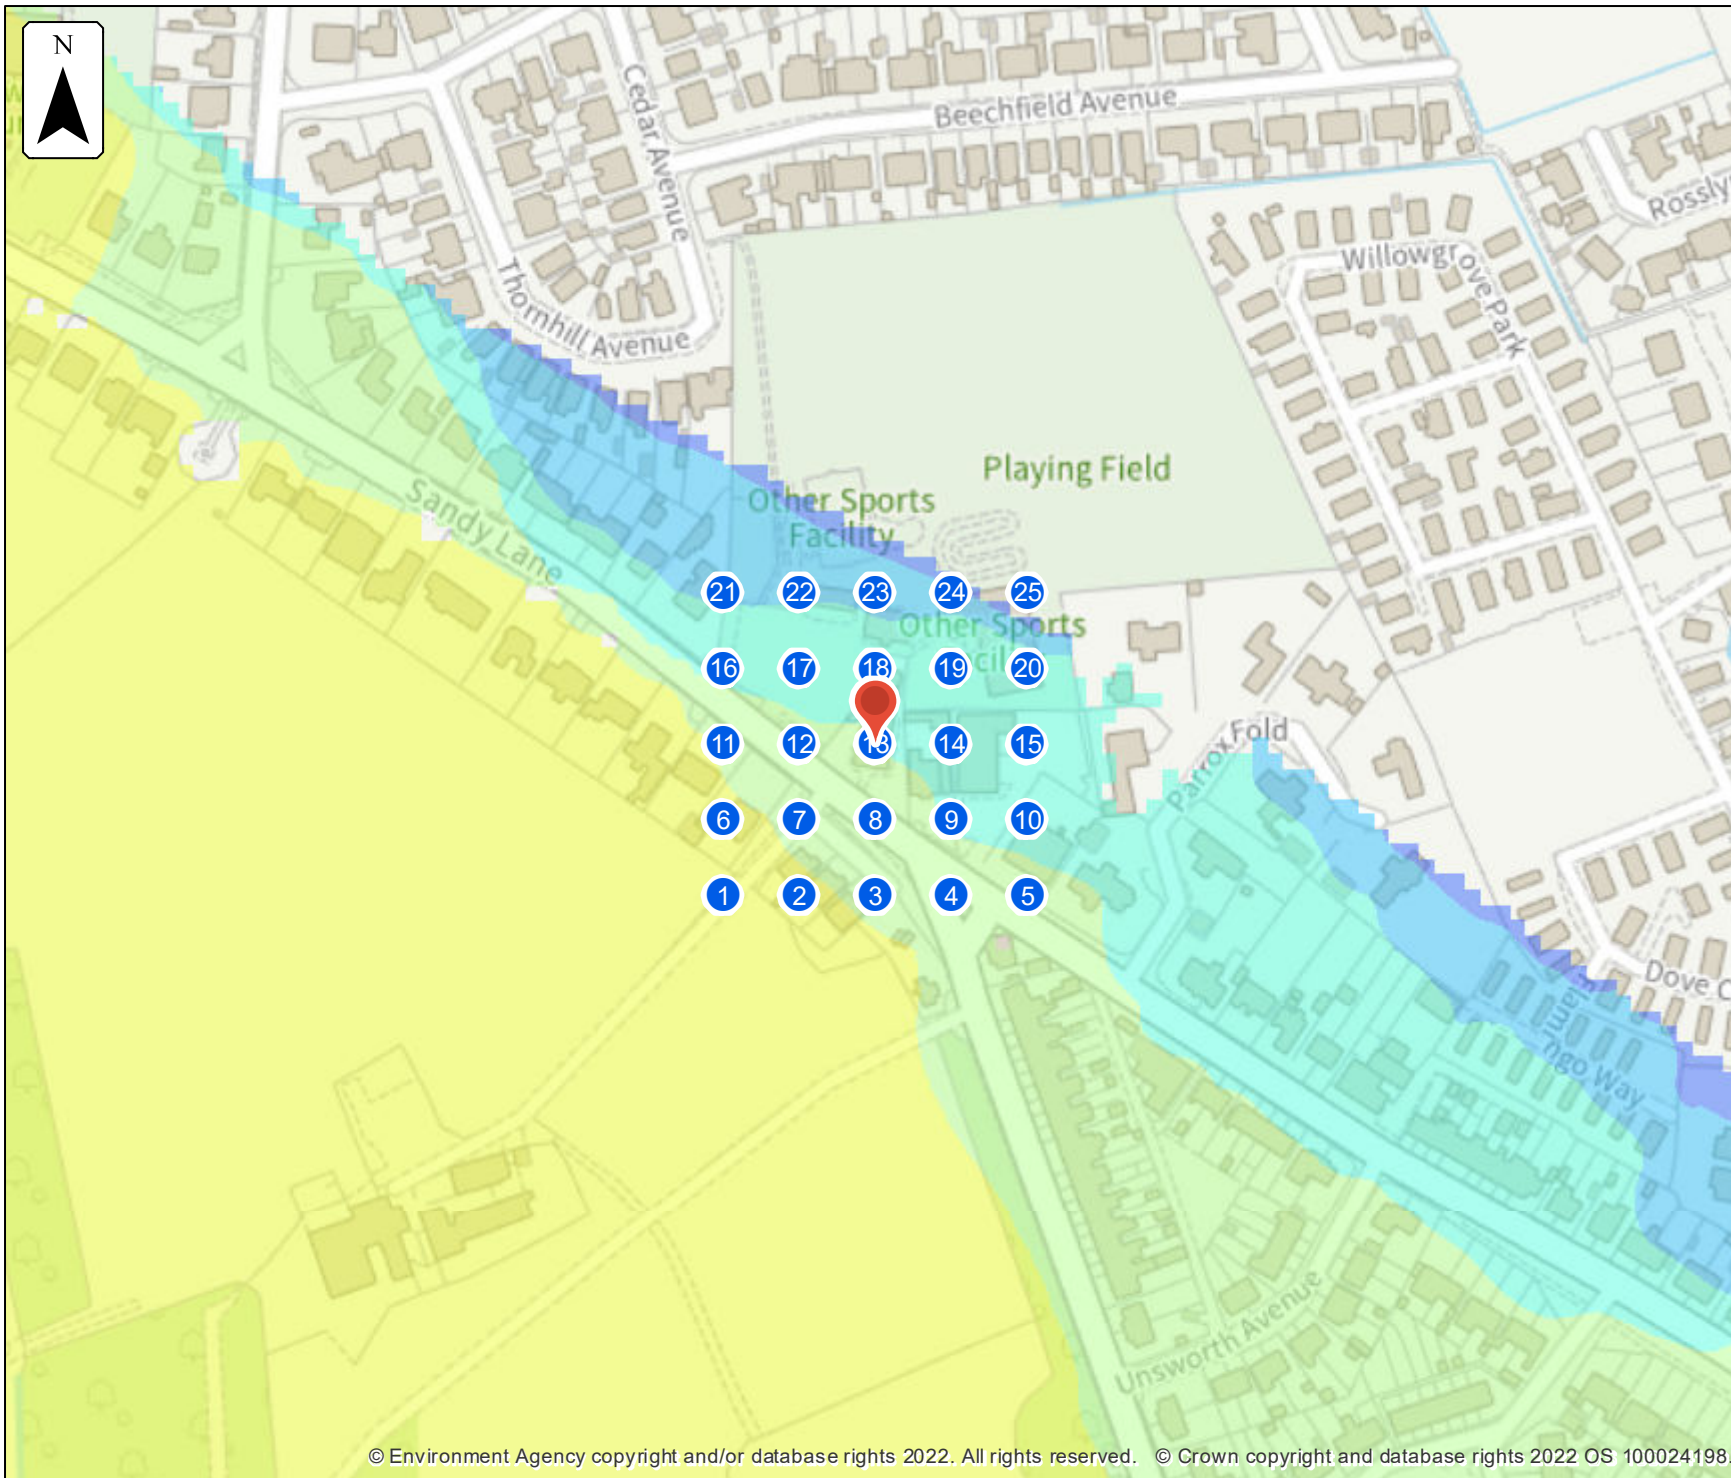 N
Cedar Avenue
Beechfield Avenue
Thornhill Avenue
Willowgrove Park
Playing Field
Other Sports
Facility
Sandy Lane
21 22 23 24 25
Other Sports
16 17 18 19 20
11 12 13 14 15
Parrox Fold
6 7 8 9 10
1 2 3 4 5
Dove
Unsworth Avenue
© Environment Agency copyright and/or database rights 2022. All rights reserved. © Crown copyright and database rights 2022 OS 100024198